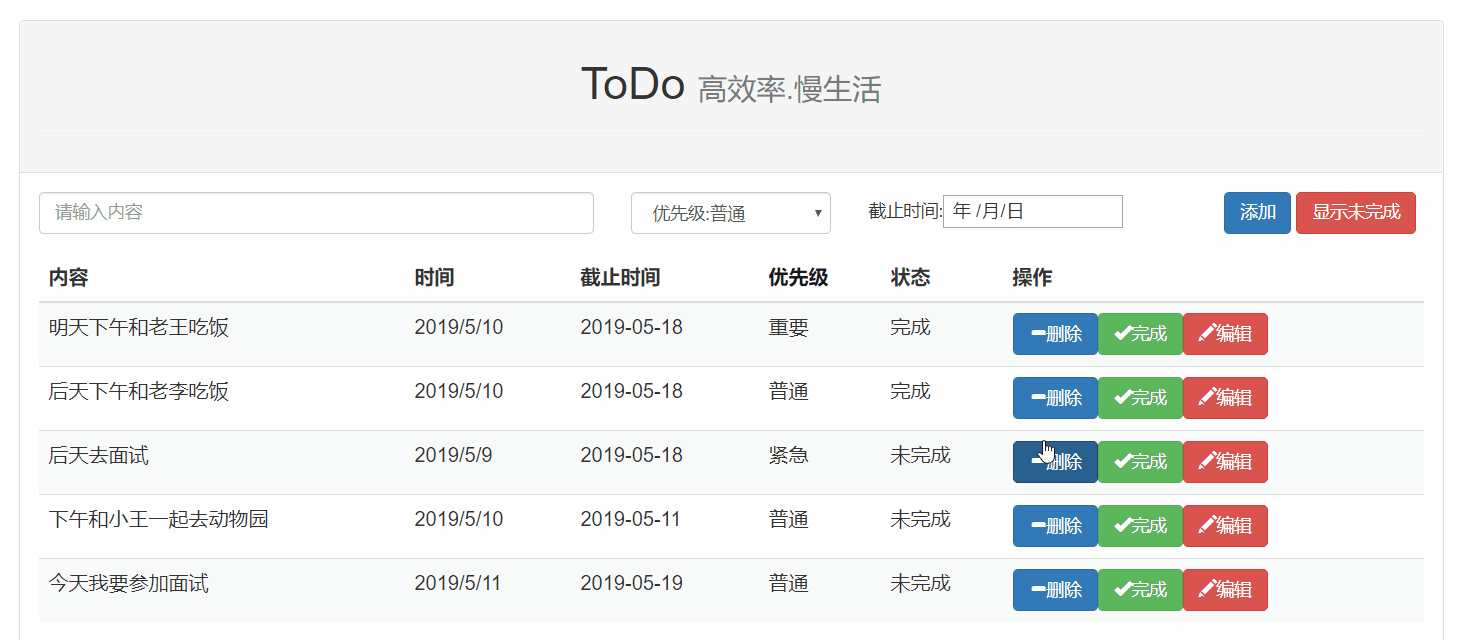 ToDo 高效率.慢生活
请输入内容 优先级:普通 截止时间: 年 /月/日 添加 显示未完成
内容 时间 截止时间 优先级 状态 操作
明天下午和老王吃饭 2019/5/10 2019-05-18 重要 完成 删除 完成 编辑
后天下午和老李吃饭 2019/5/10 2019-05-18 普通 完成 删除 完成 编辑
后天去面试 2019/5/9 2019-05-18 紧急 未完成 删除 完成 编辑
下午和小王一起去动物园 2019/5/10 2019-05-11 普通 未完成 删除 完成 编辑
今天我要参加面试 2019/5/11 2019-05-19 普通 未完成 删除 完成 编辑